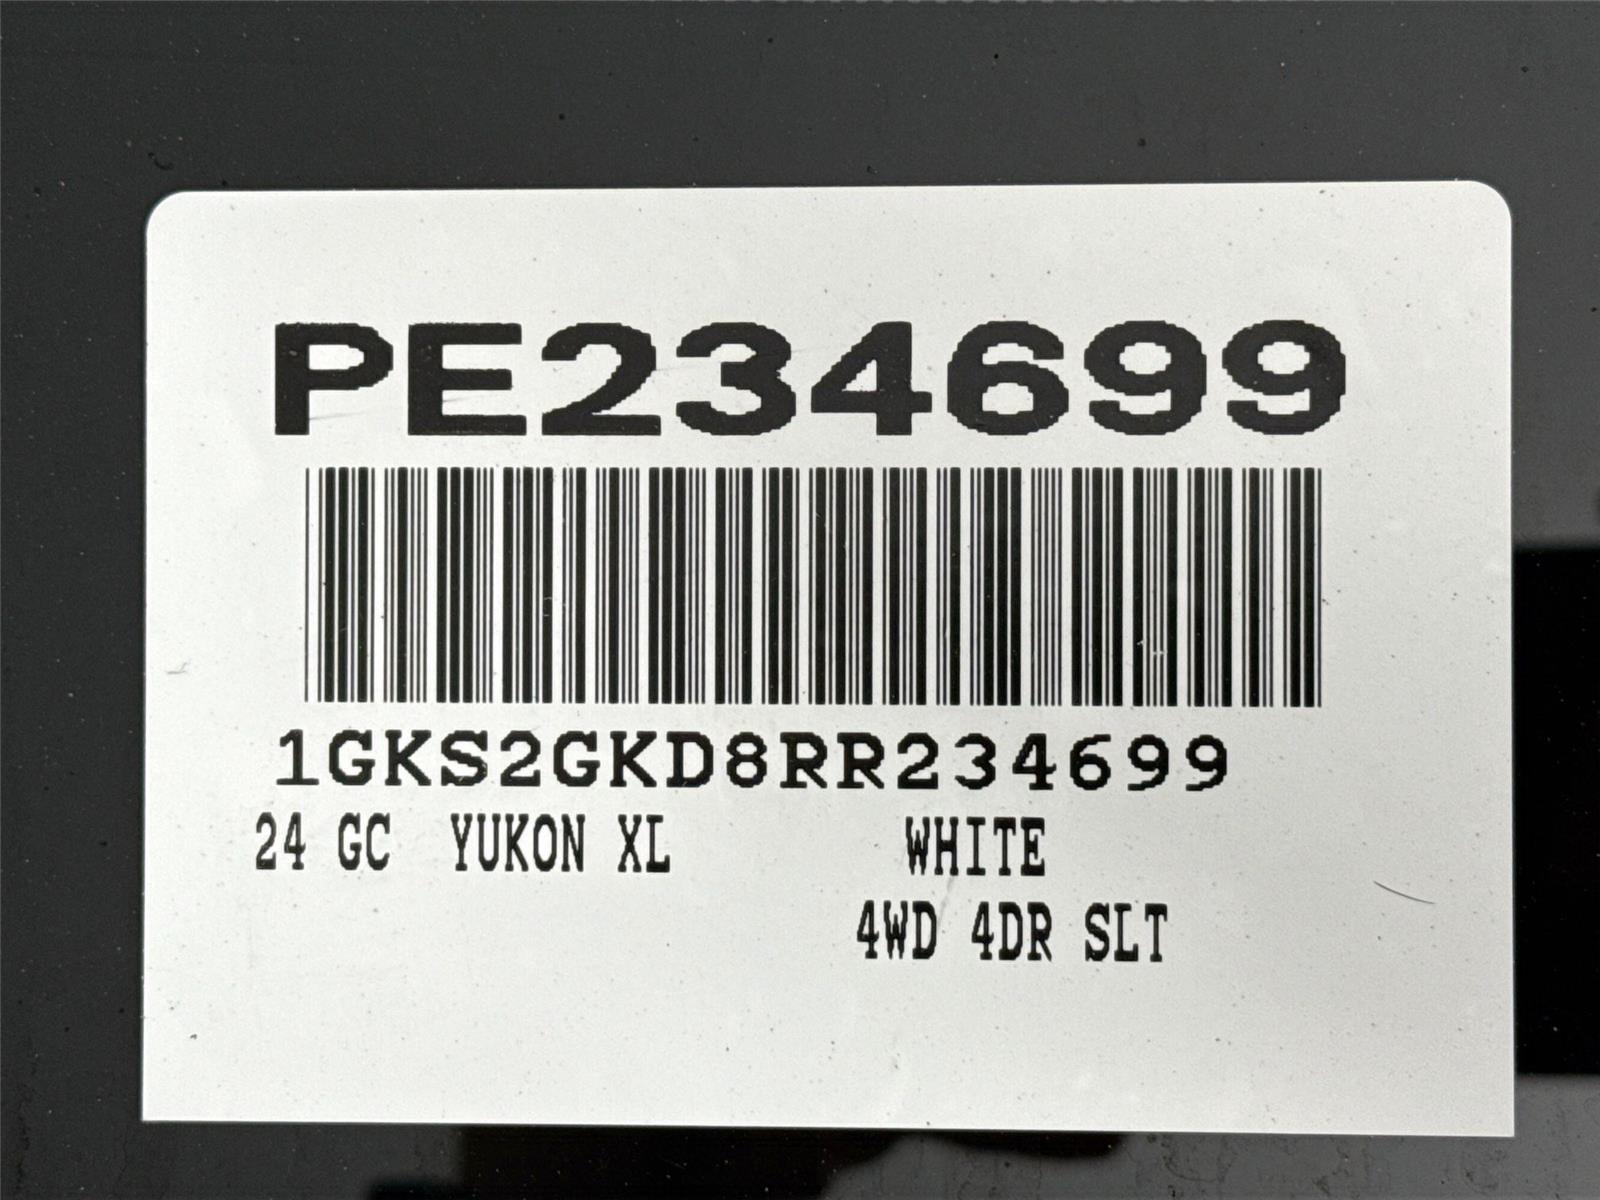 PE234699
1GKS2GKD8RR234699
24 GC YUKON XL WHITE
4WD 4DR SLT